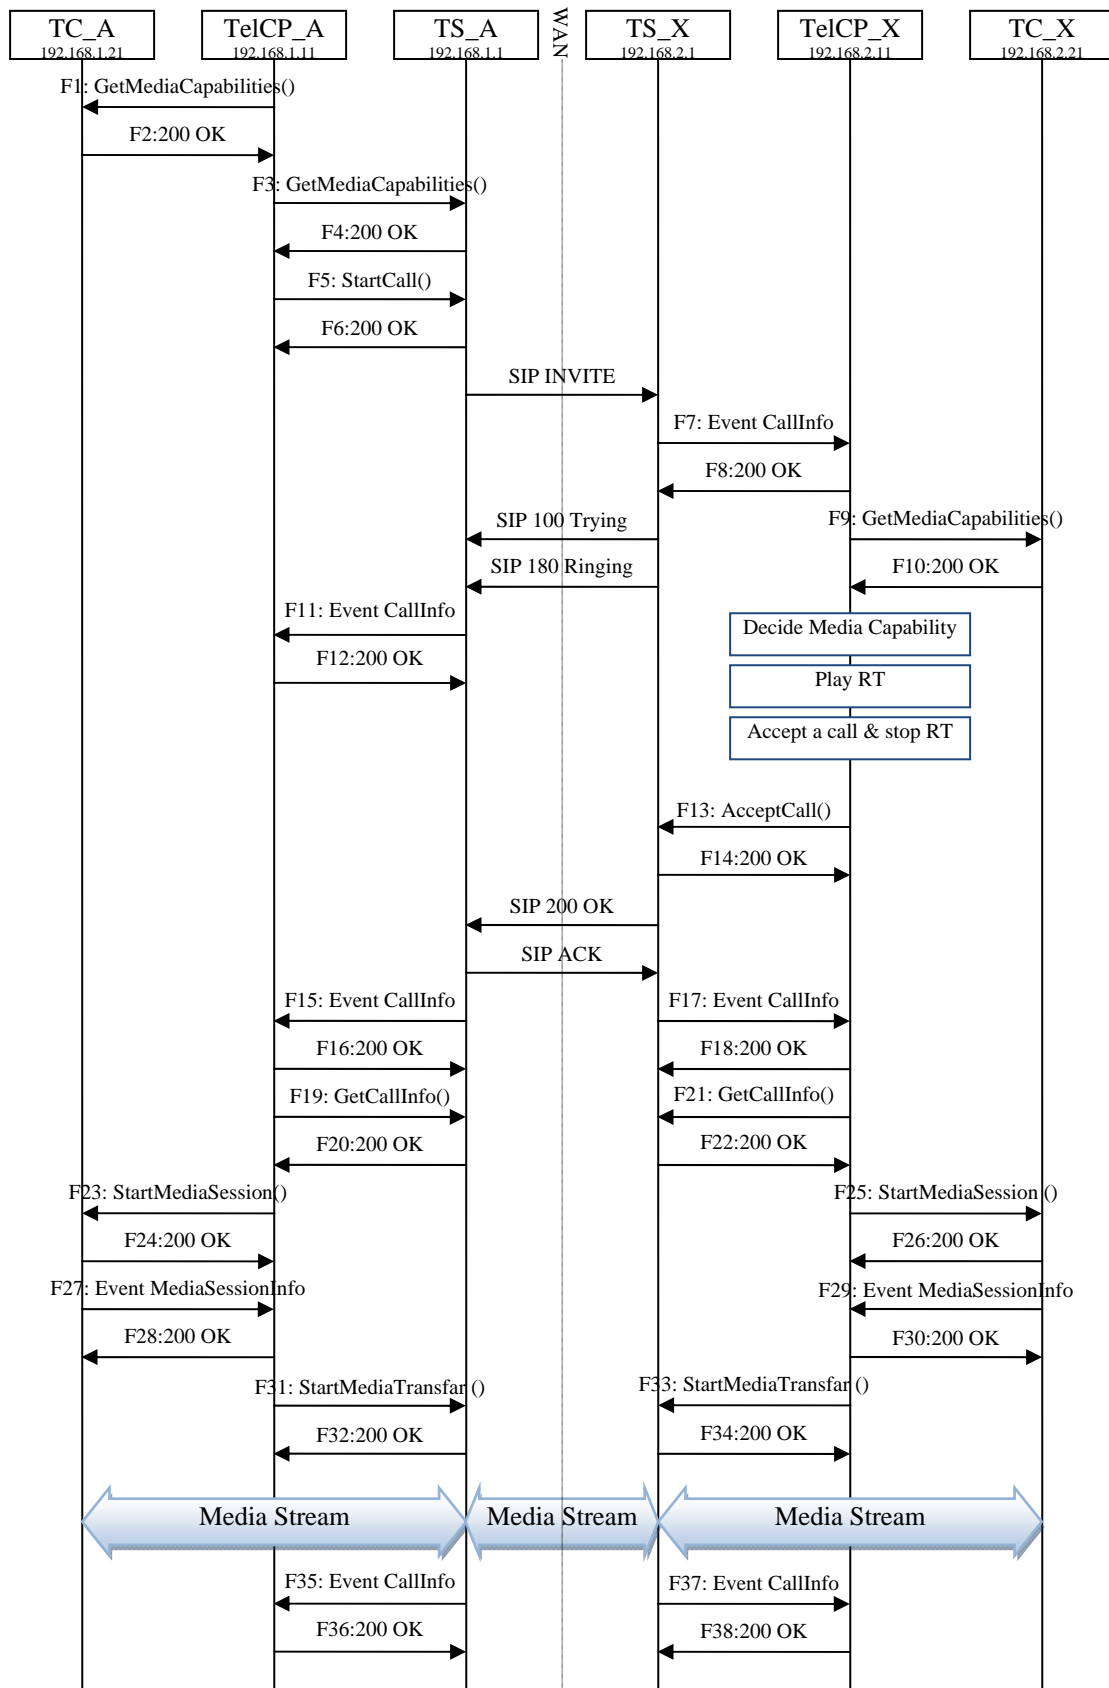 TC_A
192.168.1.21
TelCP_A
192.168.1.11
TS_A
192.168.1.1
WAN
TS_X
192.168.2.1
TelCP_X
192.168.2.11
TC_X
192.168.2.21
F1: GetMediaCapabilities()
F2:200 OK
F3: GetMediaCapabilities()
F4:200 OK
F5: StartCall()
F6:200 OK
SIP INVITE
F7: Event CallInfo
F8:200 OK
SIP 100 Trying
F9: GetMediaCapabilities()
SIP 180 Ringing
F10:200 OK
F11: Event CallInfo
Decide Media Capability
F12:200 OK
Play RT
Accept a call & stop RT
F13: AcceptCall()
F14:200 OK
SIP 200 OK
SIP ACK
F15: Event CallInfo
F17: Event CallInfo
F16:200 OK
F18:200 OK
F19: GetCallInfo()
F21: GetCallInfo()
F20:200 OK
F22:200 OK
F23: StartMediaSession()
F25: StartMediaSession ()
F24:200 OK
F26:200 OK
F27: Event MediaSessionInfo
F29: Event MediaSessionInfo
F28:200 OK
F30:200 OK
F31: StartMediaTransfar ()
F33: StartMediaTransfar ()
F32:200 OK
F34:200 OK
Media Stream
Media Stream
Media Stream
F35: Event CallInfo
F37: Event CallInfo
F36:200 OK
F38:200 OK